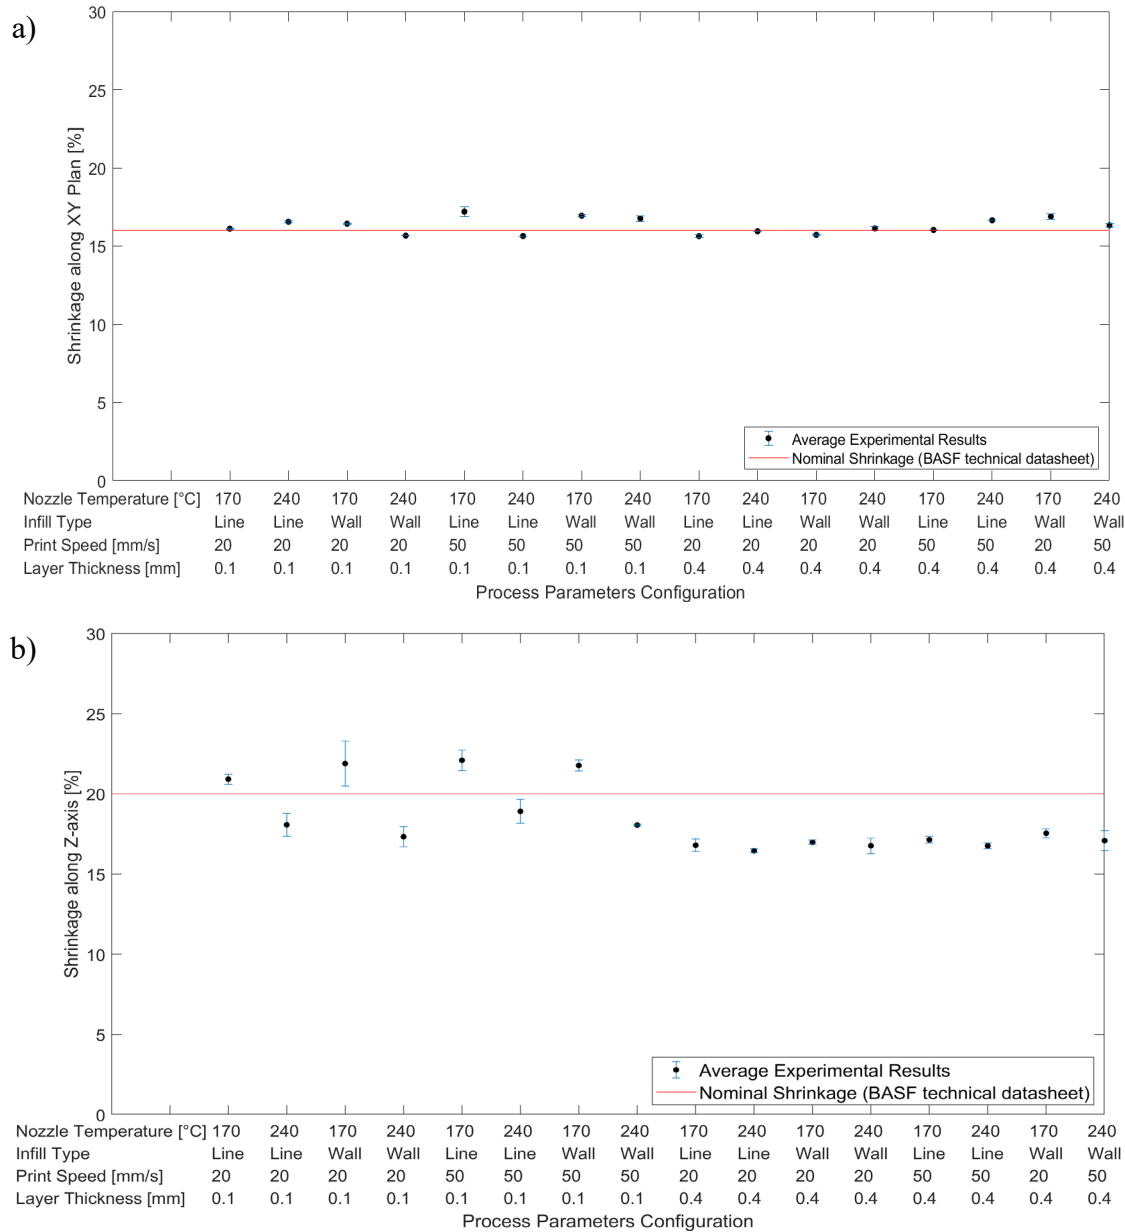 a)
30
25
20
15
10
5
0
Shrinkage along XY Plan [%]
Average Experimental Results
Nominal Shrinkage (BASF technical datasheet)
Nozzle Temperature [°C] 170 240 170 240 170 240 170 240 170 240 170 240 170 240 170 240
Infill Type Line Line Wall Wall Line Line Wall Wall Line Line Wall Wall Line Line Wall Wall
Print Speed [mm/s] 20 20 20 20 50 50 50 50 20 20 20 20 50 50 20 50
Layer Thickness [mm] 0.1 0.1 0.1 0.1 0.1 0.1 0.1 0.1 0.4 0.4 0.4 0.4 0.4 0.4 0.4 0.4
Process Parameters Configuration
b)
30
25
20
15
10
5
0
Shrinkage along Z-axis [%]
Average Experimental Results
Nominal Shrinkage (BASF technical datasheet)
Nozzle Temperature [°C] 170 240 170 240 170 240 170 240 170 240 170 240 170 240 170 240
Infill Type Line Line Wall Wall Line Line Wall Wall Line Line Wall Wall Line Line Wall Wall
Print Speed [mm/s] 20 20 20 20 50 50 50 50 20 20 20 20 50 50 20 50
Layer Thickness [mm] 0.1 0.1 0.1 0.1 0.1 0.1 0.1 0.1 0.4 0.4 0.4 0.4 0.4 0.4 0.4 0.4
Process Parameters Configuration